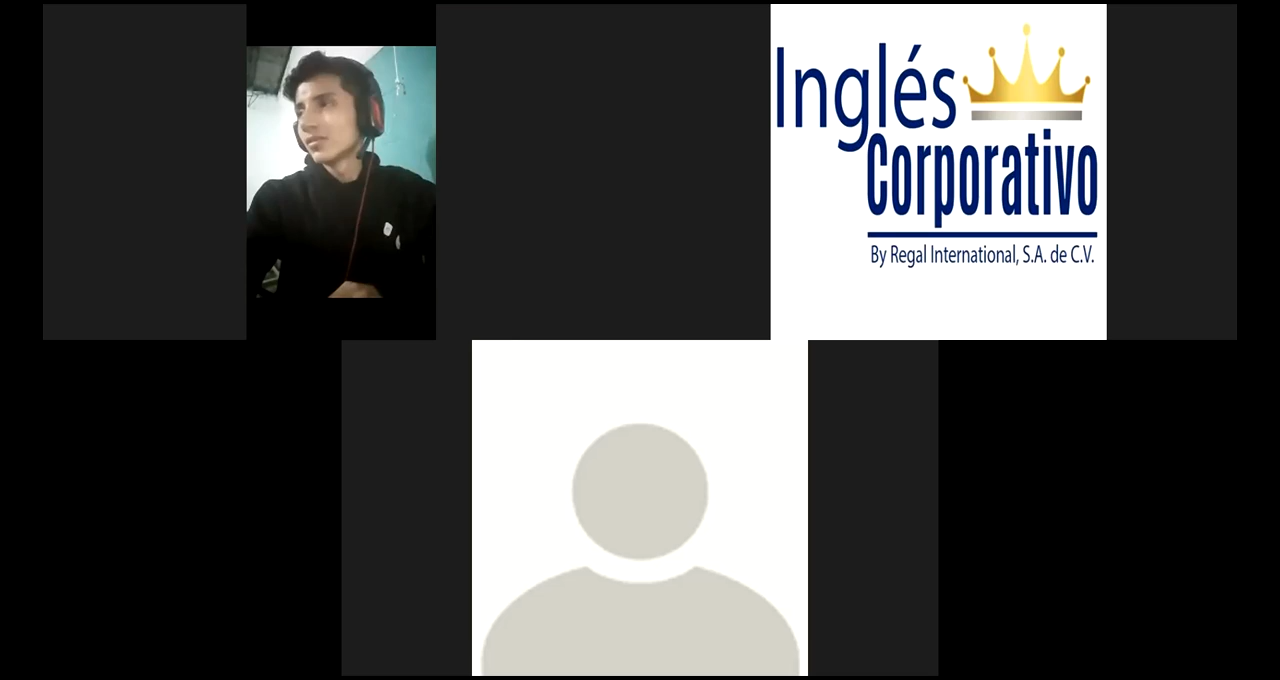 Inglés
Corporativo
By Regal International, S.A. de C.V.